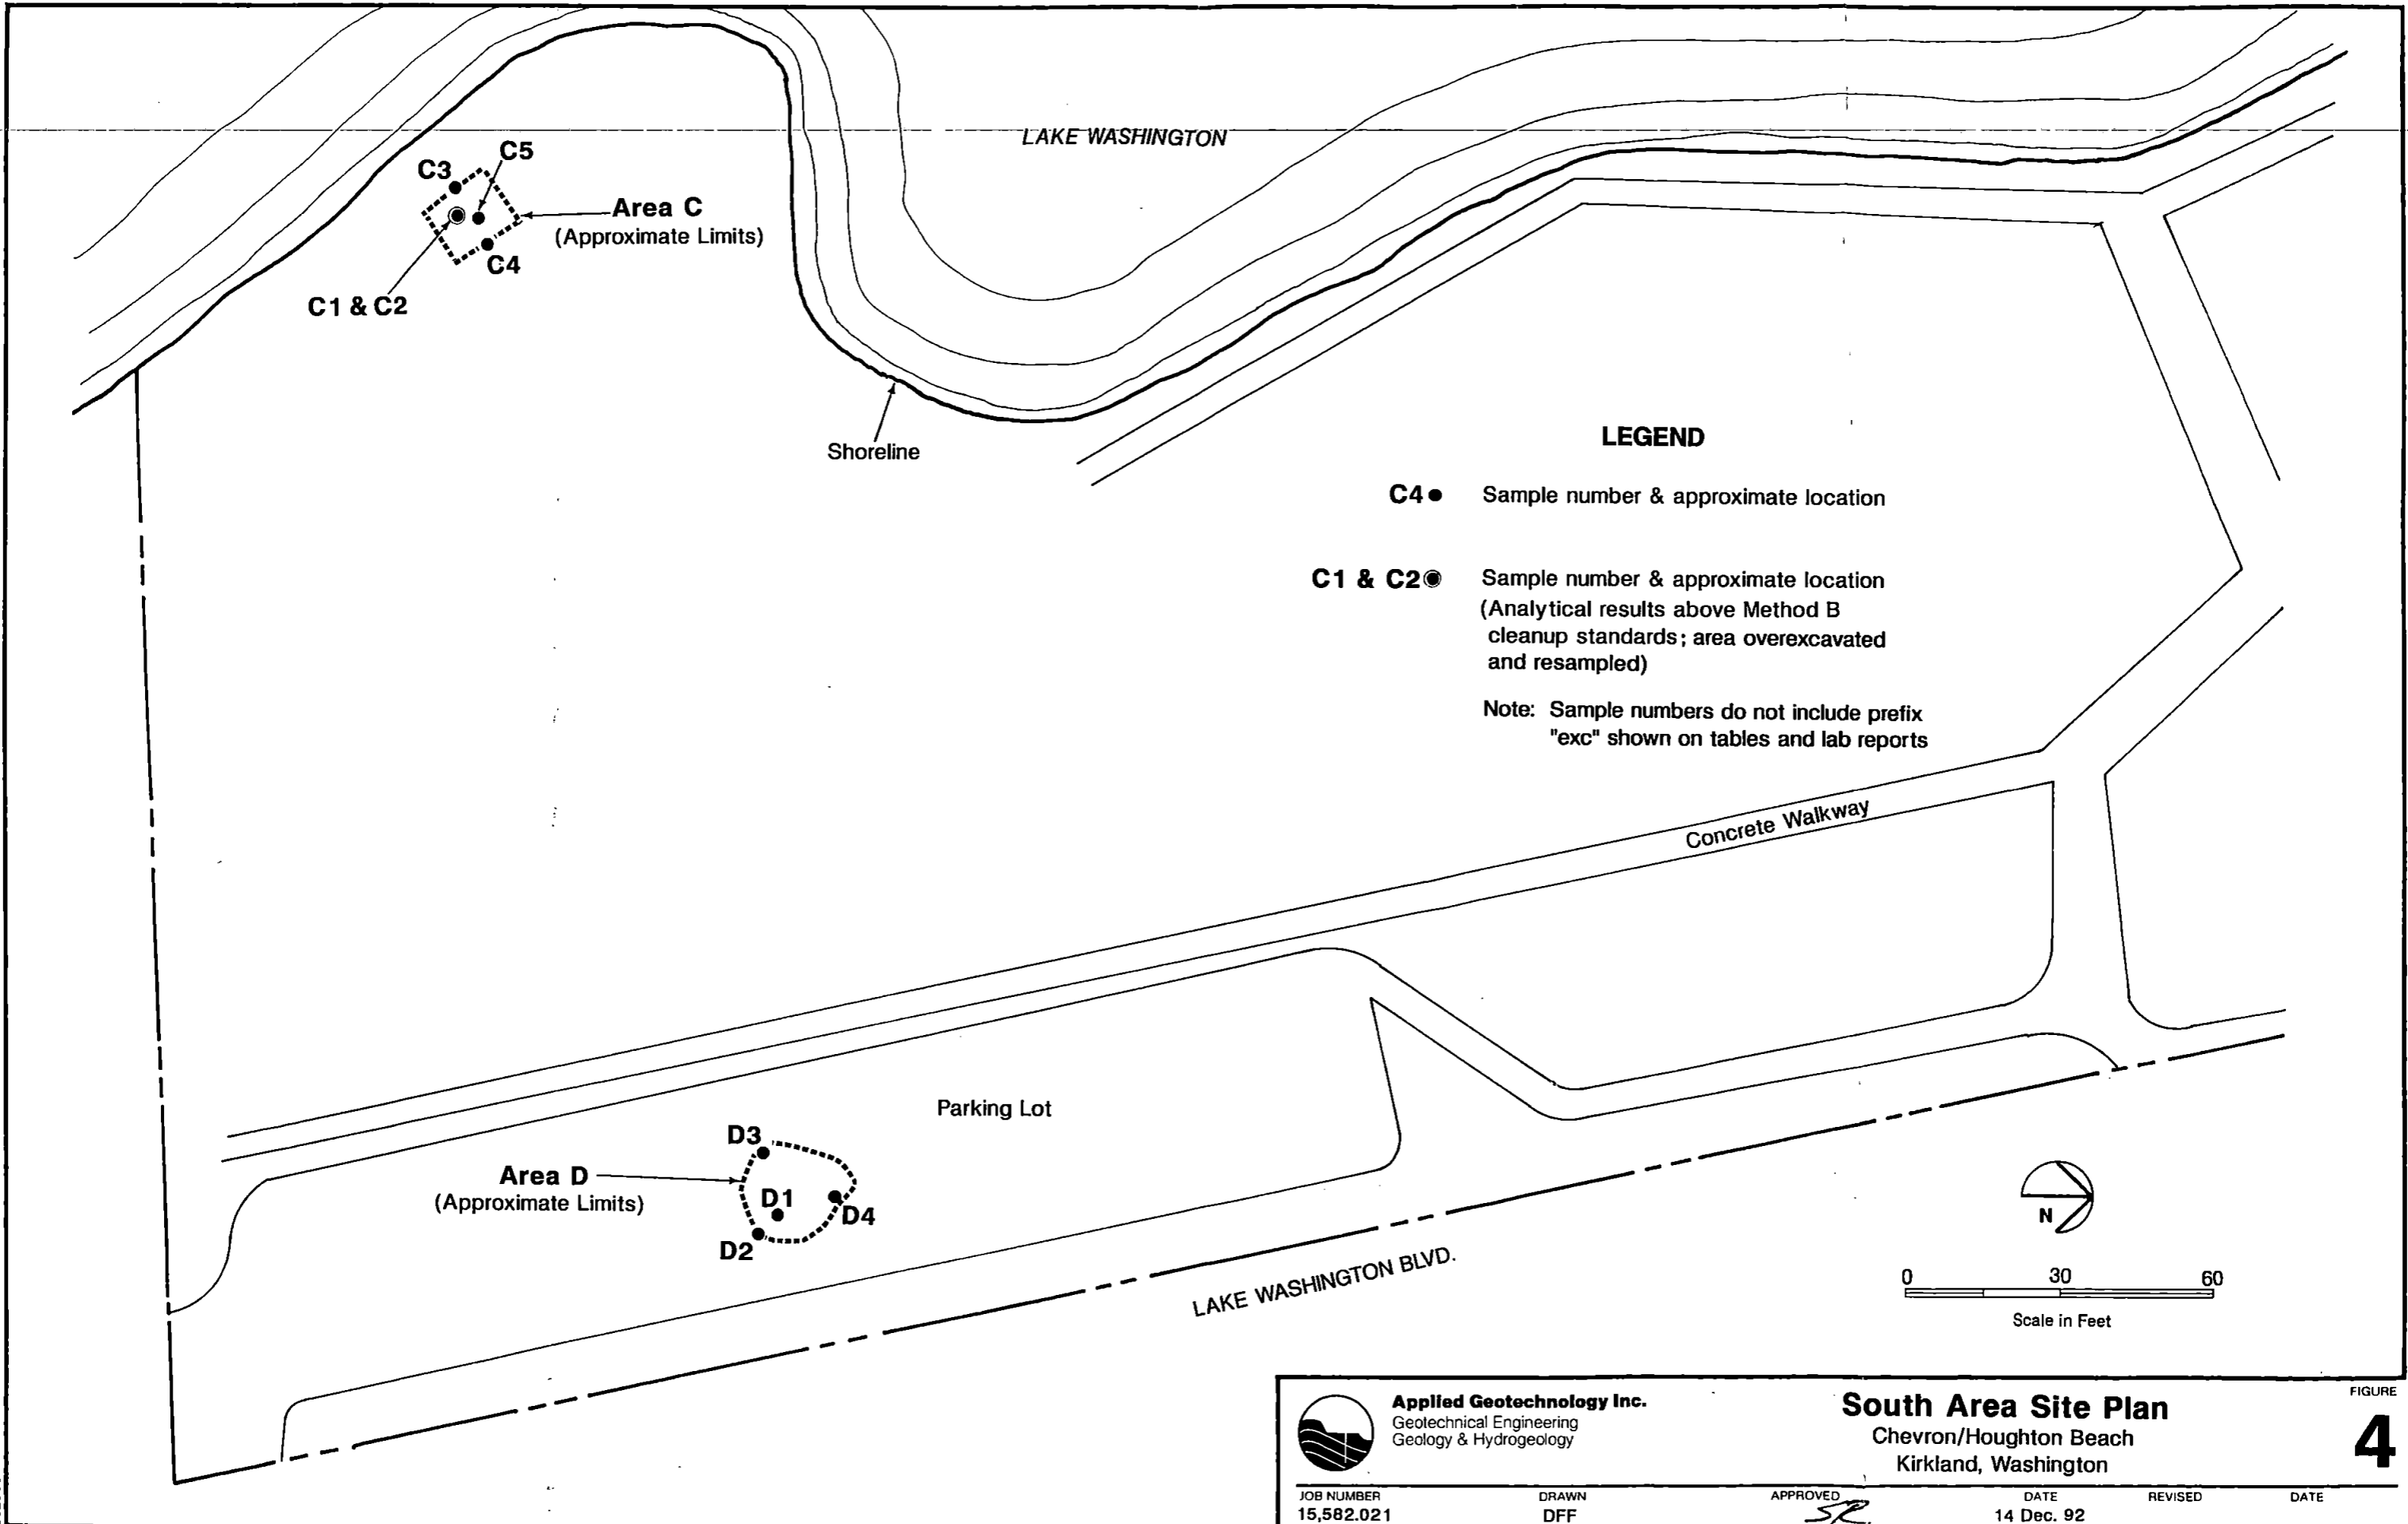 LAKE WASHINGTON
C5
C3
Area C
(Approximate Limits)
C4
C1 & C2
Shoreline
LEGEND
C4 Sample number & approximate location
C1 & C2 Sample number & approximate location
(Analytical results above Method B
cleanup standards; area overexcavated
and resampled)
Note: Sample numbers do not include prefix
"exc" shown on tables and lab reports
Concrete Walkway
Parking Lot
D3
Area D
(Approximate Limits)
D1
D4
D2
N
LAKE WASHINGTON BLVD.
0 30 60
Scale in Feet
Applied Geotechnology Inc.
Geotechnical Engineering
Geology & Hydrogeology
South Area Site Plan
Chevron/Houghton Beach
Kirkland, Washington
FIGURE
4
JOB NUMBER DRAWN APPROVED DATE REVISED DATE
15,582.021 DFF 14 Dec. 92